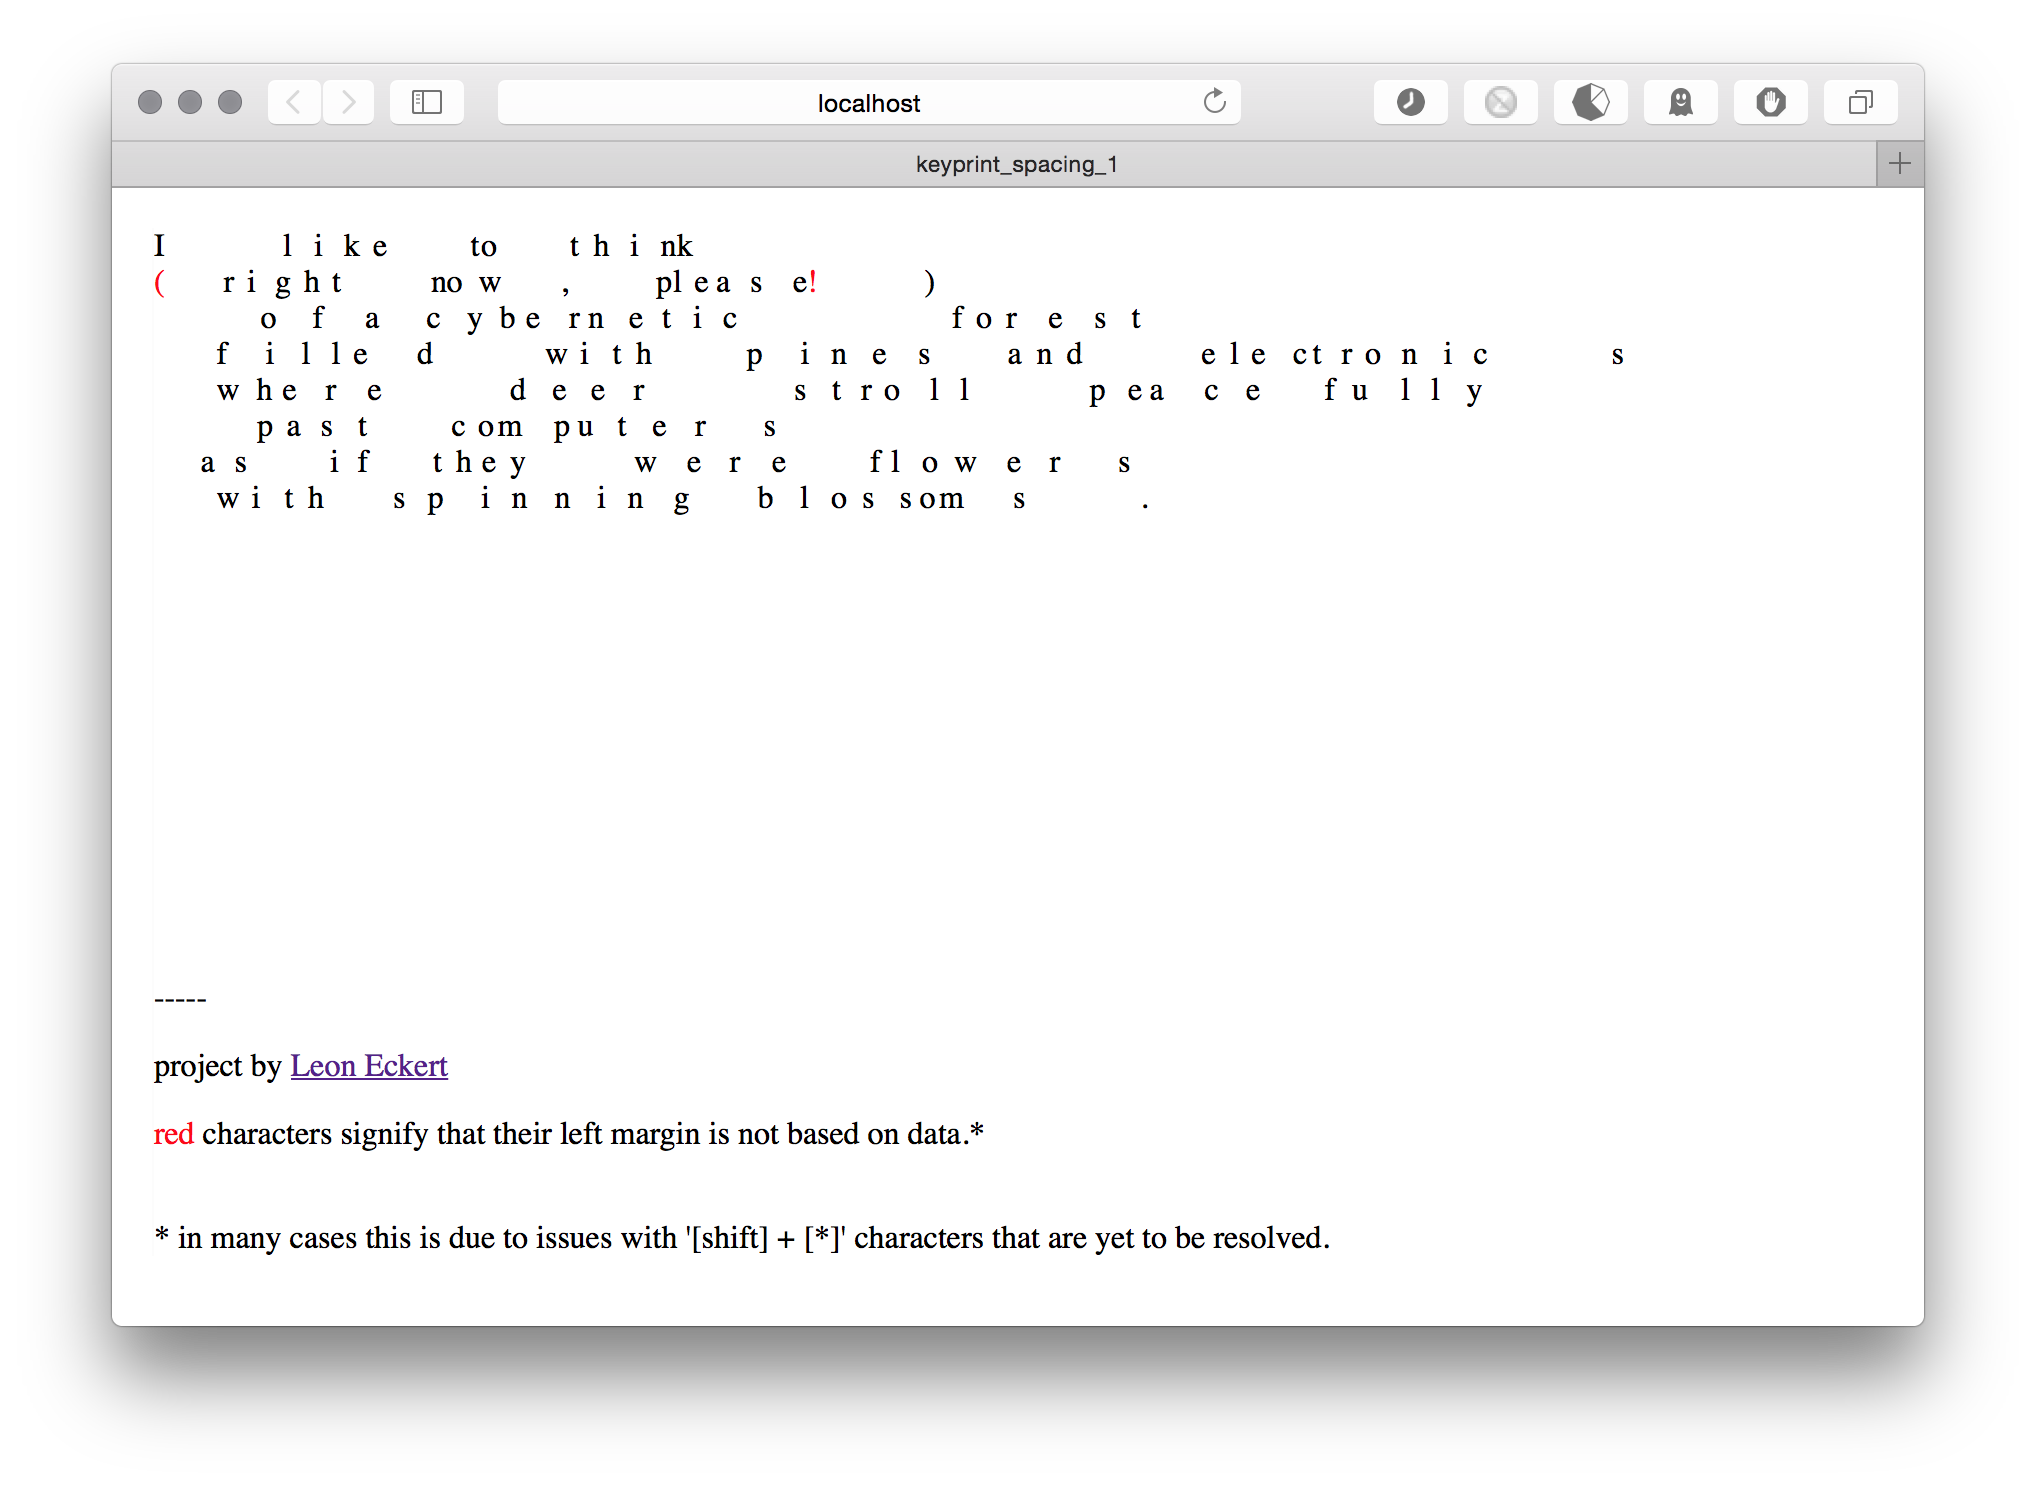 localhost
keyprint_spacing_1
I like to think
( right now , please! )
of a cybernetic forest
filled with pines and electronics
where deer stroll peacefully
past computers
as if they were flowers
with spinning blossoms .
-----
project by Leon Eckert
red characters signify that their left margin is not based on data.*
* in many cases this is due to issues with '[shift] + [*]' characters that are yet to be resolved.